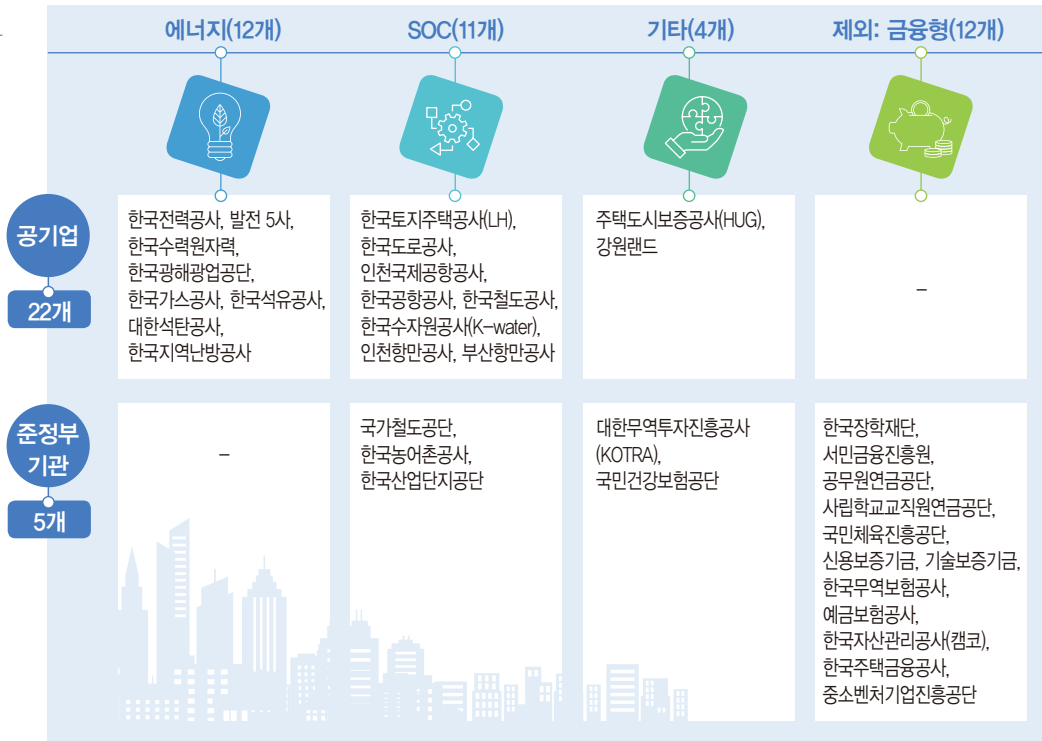 에너지(12개)
SOC(11개)
기타(4개)
제외: 금융형(12개)
공기업
22개
한국전력공사, 발전 5사,
한국수력원자력,
한국광해광업공단,
한국가스공사, 한국석유공사,
대한석탄공사,
한국지역난방공사
한국토지주택공사(LH),
한국도로공사,
인천국제공항공사,
한국공항공사, 한국철도공사,
한국수자원공사(K-water),
인천항만공사, 부산항만공사
주택도시보증공사(HUG),
강원랜드
–
준정부
기관
5개
–
국가철도공단,
한국농어촌공사,
한국산업단지공단
대한무역투자진흥공사
(KOTRA),
국민건강보험공단
한국장학재단,
서민금융진흥원,
공무원연금공단,
사립학교교직원연금공단,
국민체육진흥공단,
신용보증기금, 기술보증기금,
한국무역보험공사,
예금보험공사,
한국자산관리공사(캠코),
한국주택금융공사,
중소벤처기업진흥공단